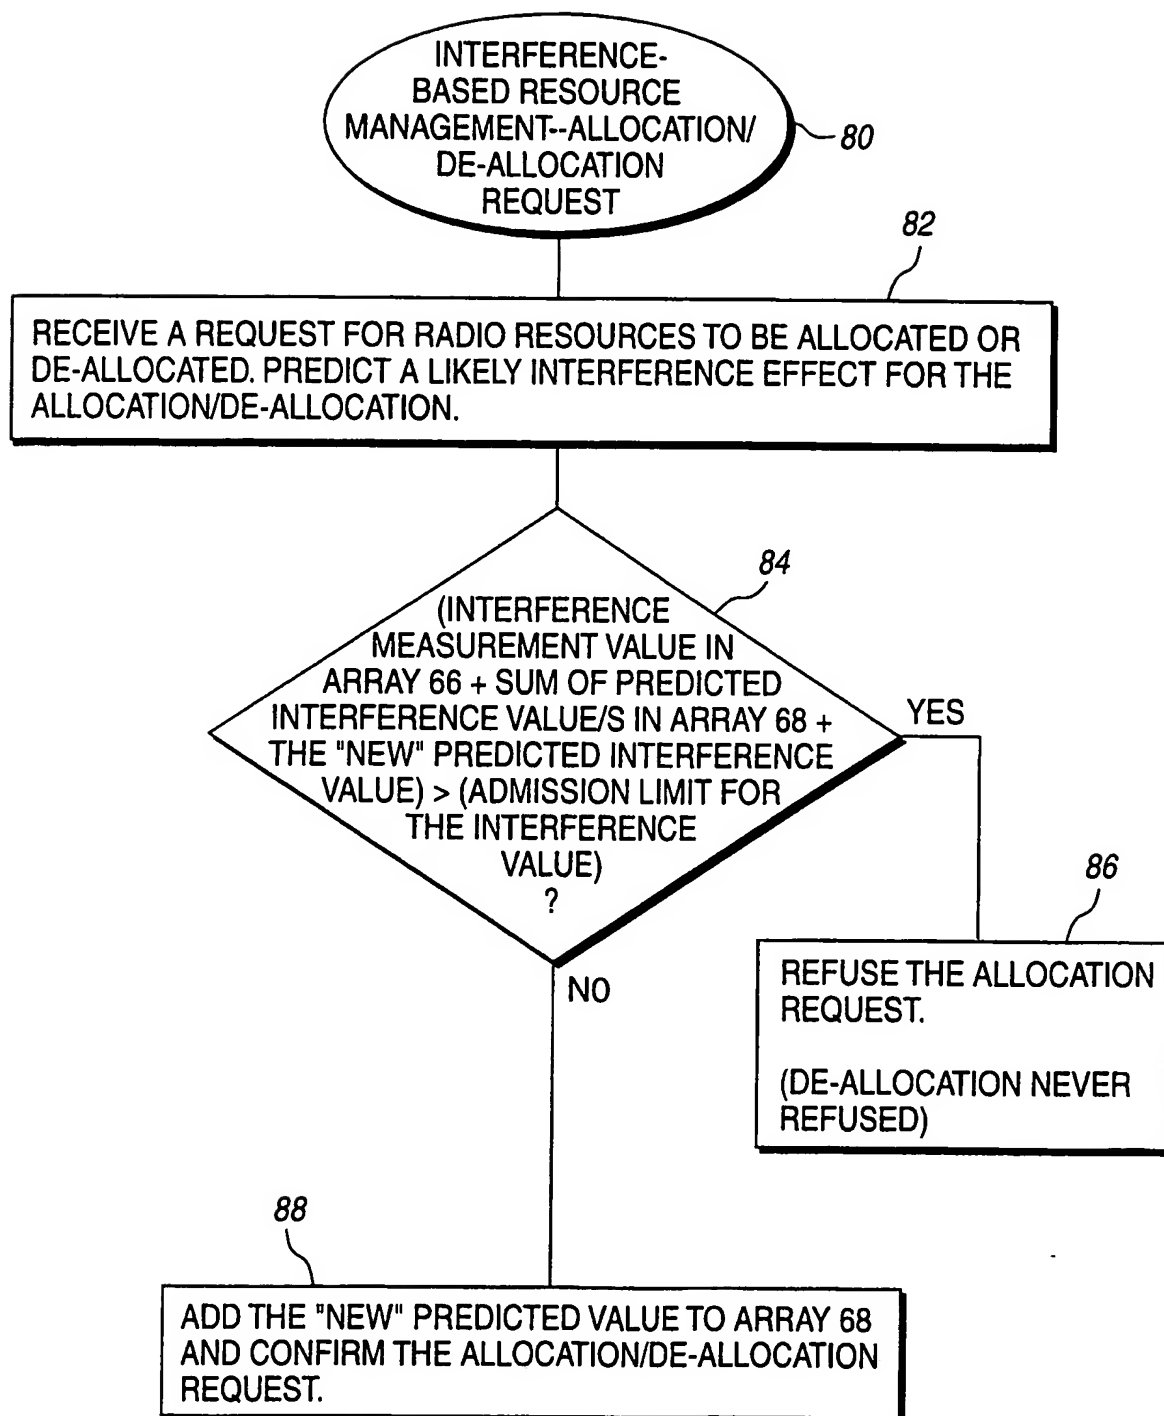 INTERFERENCE-
BASED RESOURCE
MANAGEMENT--ALLOCATION/
DE-ALLOCATION
REQUEST
80
82
RECEIVE A REQUEST FOR RADIO RESOURCES TO BE ALLOCATED OR
DE-ALLOCATED. PREDICT A LIKELY INTERFERENCE EFFECT FOR THE
ALLOCATION/DE-ALLOCATION.
84
(INTERFERENCE
MEASUREMENT VALUE IN
ARRAY 66 + SUM OF PREDICTED
INTERFERENCE VALUE/S IN ARRAY 68 +
THE "NEW" PREDICTED INTERFERENCE
VALUE) > (ADMISSION LIMIT FOR
THE INTERFERENCE
VALUE)
?
YES
86
REFUSE THE ALLOCATION
REQUEST.
(DE-ALLOCATION NEVER
REFUSED)
NO
88
ADD THE "NEW" PREDICTED VALUE TO ARRAY 68
AND CONFIRM THE ALLOCATION/DE-ALLOCATION
REQUEST.